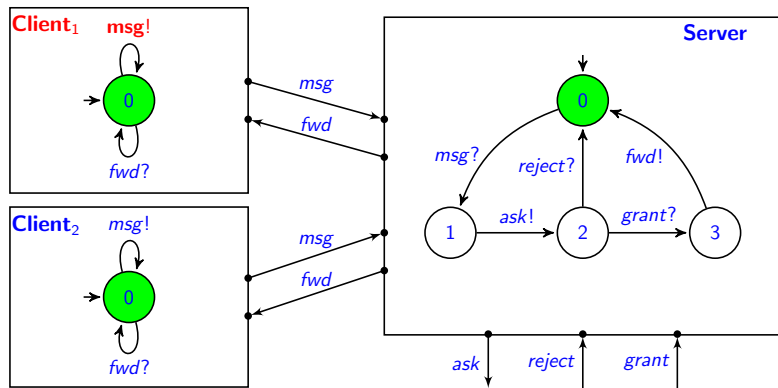 Client₁ msg!
0
fwd?
msg
fwd
Client₂ msg!
0
fwd?
msg
fwd
Server
0
msg?
reject?
fwd!
1
ask!
2
grant?
3
ask
reject
grant